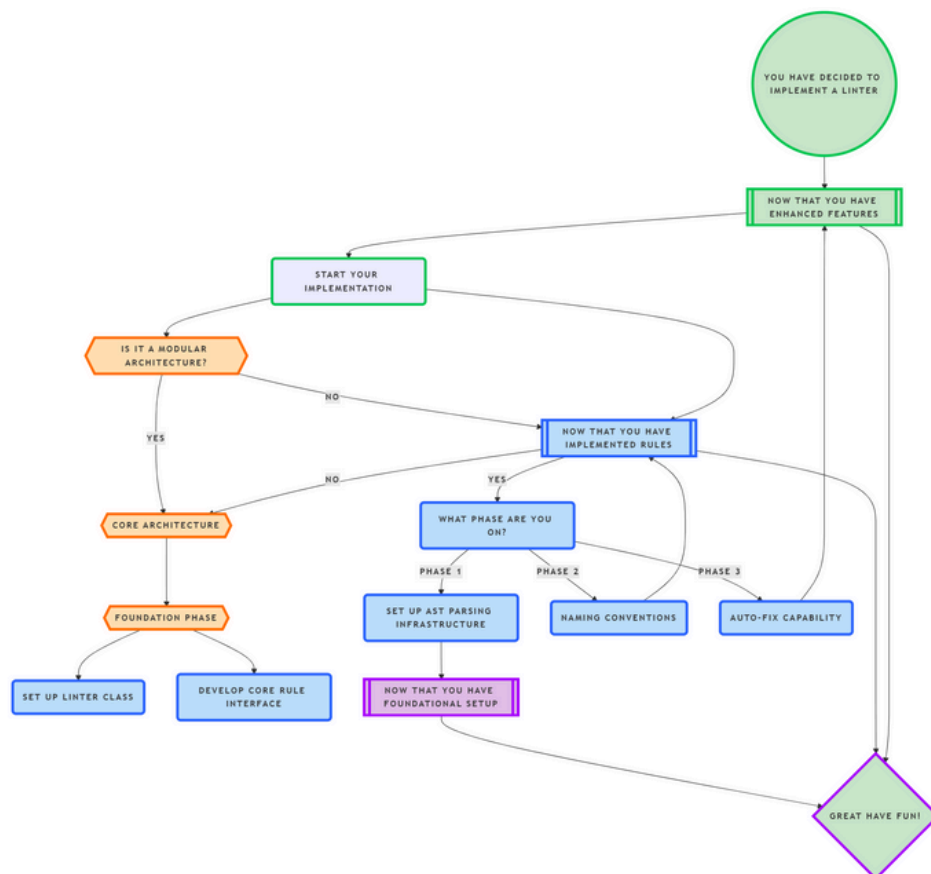 YOU HAVE DECIDED TO
IMPLEMENT A LINTER
NOW THAT YOU HAVE
ENHANCED FEATURES
START YOUR
IMPLEMENTATION
IS IT A MODULAR
ARCHITECTURE?
NO
YES
NOW THAT YOU HAVE
IMPLEMENTED RULES
NO
YES
CORE ARCHITECTURE
WHAT PHASE ARE YOU
ON?
PHASE 1
PHASE 2
PHASE 3
FOUNDATION PHASE
SET UP AST PARSING
INFRASTRUCTURE
NAMING CONVENTIONS
AUTO-FIX CAPABILITY
SET UP LINTER CLASS
DEVELOP CORE RULE
INTERFACE
NOW THAT YOU HAVE
FOUNDATIONAL SETUP
GREAT HAVE FUN!